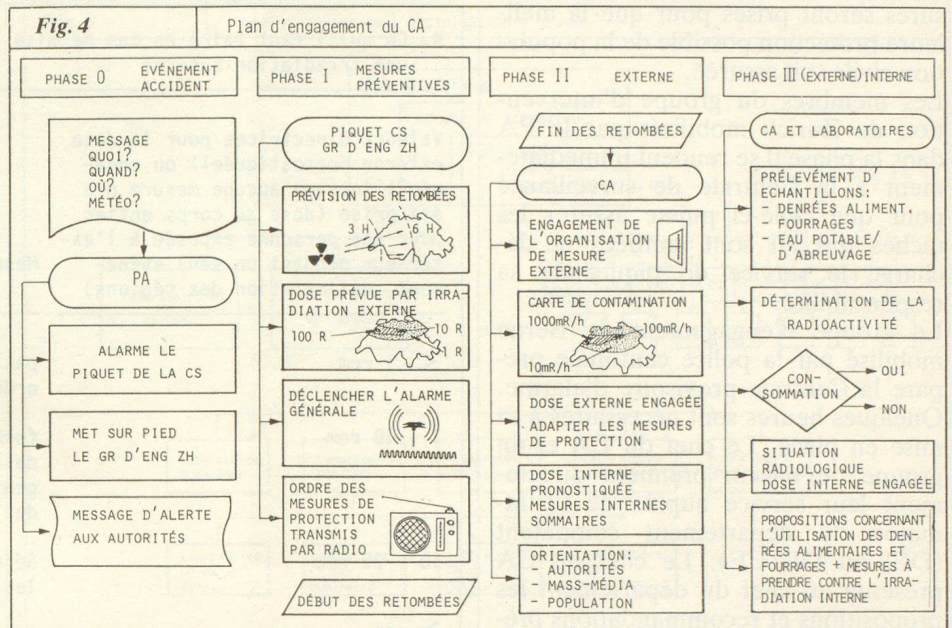 Fig. 4
Plan d'engagement du CA
PHASE 0
EVÉNEMENT
ACCIDENT
MESSAGE
QUOI?
QUAND?
OÙ?
MÉTÉO?
CA
ALARME LE
PIQUET DE LA CS
MET SUR PIED
LE GR D'ENG ZH
MESSAGE D'ALERTE
AUX AUTORITÉS
PHASE I
MESURES
PRÉVENTIVES
PIQUET CS
GR D'ENG ZH
PRÉVISION DES RETOMBÉES
3 H
6 H
DOSE PRÉVUE PAR IRRA-
DIATION EXTERNE
100 R
10 R
1 R
DÉCLENCHER L'ALARME
GÉNÉRALE
ORDRE DES
MESURES DE
PROTECTION
TRANSMIS
PAR RADIO
DÉBUT DES RETOMBÉES
PHASE II
EXTERNE
FIN DES RETOMBÉES
CA
ENGAGEMENT DE
L'ORGANISATION
DE MESURE
EXTERNE
CARTE DE CONTAMINATION
1000mR/h
100mR/h
10mR/h
DOSE EXTERNE ENGAGÉE
ADAPTER LES MESURES
DE PROTECTION
DOSE INTERNE
PRONOSTIQUÉE
MESURES INTERNES
SOMMAIRES
ORIENTATION:
- AUTORITÉS
- MASS-MÉDIA
- POPULATION
PHASE III (EXTERNE) INTERNE
CA ET LABORATOIRES
PRÉLEVÉMENT D'
ECHANTILLONS:
- DENRÉES ALIMENT.
- FOURRAGES
- EAU POTABLE/
D'ABREUVAGE
DÉTERMINATION DE LA
RADIOACTIVITÉ
CON-
SOMMATION
OUI
NON
SITUATION
RADIOLOGIQUE
DOSE INTERNE ENGAGÉE
PROPOSITIONS CONCERNANT
L'UTILISATION DES DEN-
RÉES ALIMENTAIRES ET
FOURRAGES + MESURES À
PRENDRE CONTRE L'IRRA-
DIATION INTERNE